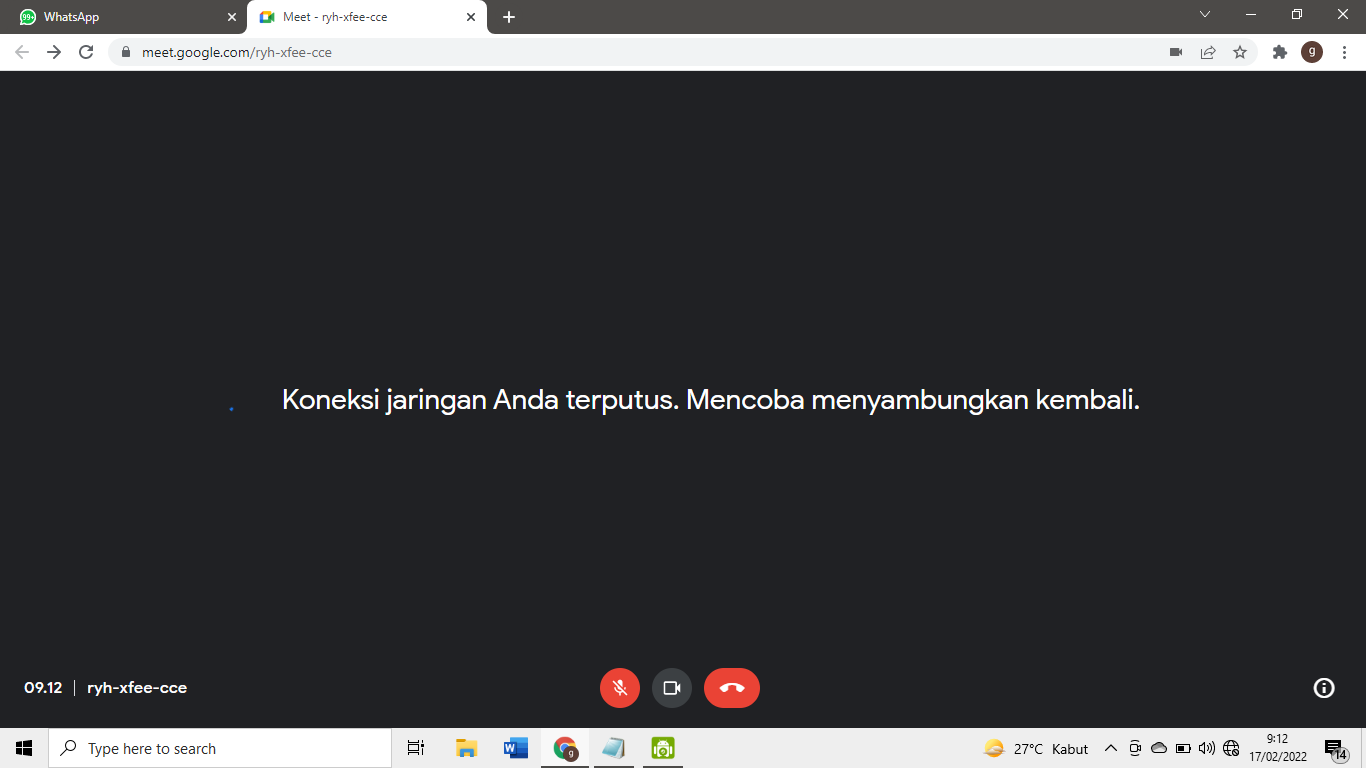 99+ WhatsApp
Meet - ryh-xfee-cce
meet.google.com/ryh-xfee-cce
g
Koneksi jaringan Anda terputus. Mencoba menyambungkan kembali.
09.12 | ryh-xfee-cce
Type here to search
W
g
27°C Kabut
9:12
17/02/2022
14